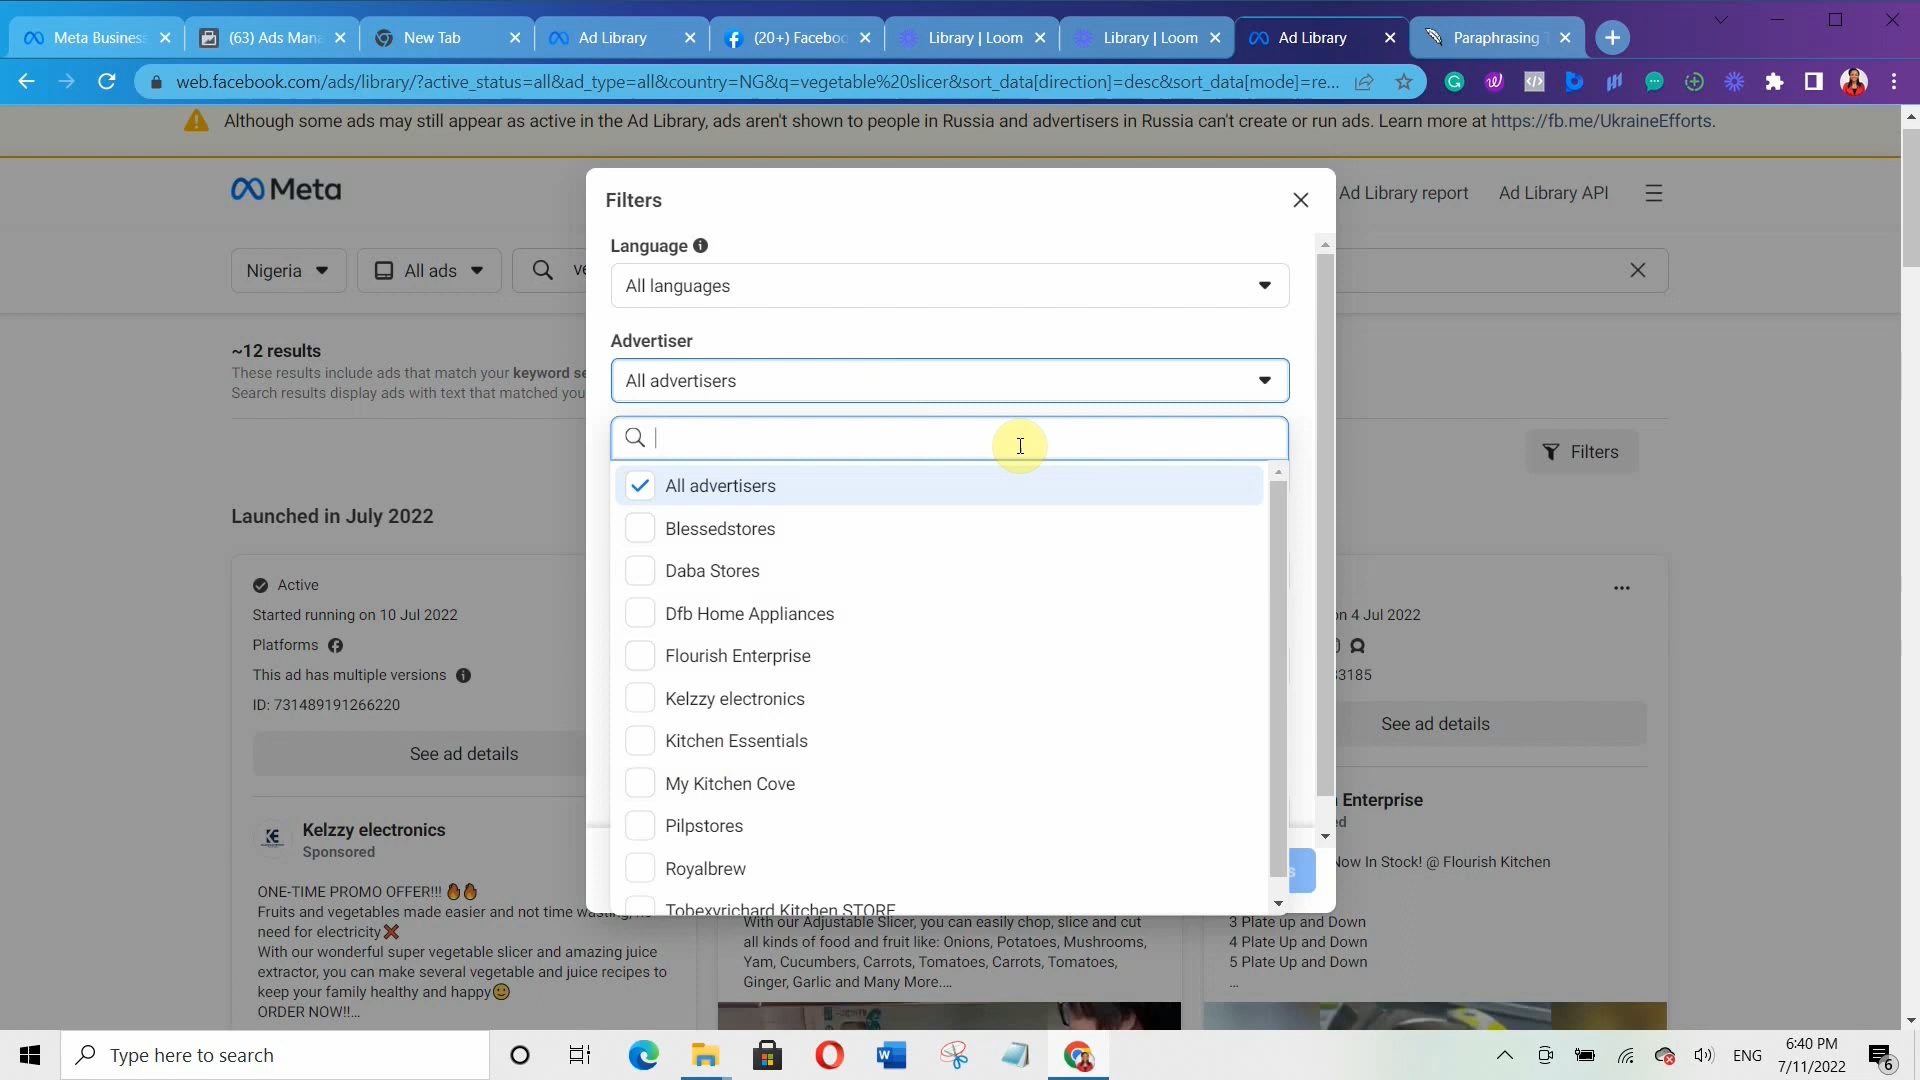 Meta Business
(63) Ads Mana
New Tab
Ad Library
(20+) Faceboo
Library | Loom
Library | Loom
Ad Library
Paraphrasing T
web.facebook.com/ads/library/?active_status=all&ad_type=all&country=NG&q=vegetable%20slicer&sort_data[direction]=desc&sort_data[mode]=re...
Although some ads may still appear as active in the Ad Library, ads aren't shown to people in Russia and advertisers in Russia can't create or run ads. Learn more at https://fb.me/UkraineEfforts.
Meta
Ad Library report
Ad Library API
Nigeria
All ads
ve
~12 results
These results include ads that match your keyword se
Search results display ads with text that matched you
Filters
Launched in July 2022
Filters
Language
All languages
Advertiser
All advertisers
All advertisers
Blessedstores
Daba Stores
Dfb Home Appliances
Flourish Enterprise
Kelzzy electronics
Kitchen Essentials
My Kitchen Cove
Pilpstores
Royalbrew
Tobexyrichard Kitchen STORE
Active
Started running on 10 Jul 2022
Platforms
This ad has multiple versions
ID: 731489191266220
See ad details
Kelzzy electronics
Sponsored
ONE-TIME PROMO OFFER!!!
Fruits and vegetables made easier and not time
need for electricity
With our wonderful super vegetable slicer and amazing juice
extractor, you can make several vegetable and juice recipes to
keep your family healthy and happy
ORDER NOW!!...
With our Adjustable Slicer, you can easily chop, slice and cut
all kinds of food and fruit like: Onions, Potatoes, Mushrooms,
Yam, Cucumbers, Carrots, Tomatoes, Carrots, Tomatoes,
Ginger, Garlic and Many More....
n 4 Jul 2022
3185
See ad details
Enterprise
ed
Now In Stock! @ Flourish Kitchen
3 Plate up and Down
4 Plate Up and Down
5 Plate Up and Down
...
Type here to search
ENG
6:40 PM
7/11/2022
6